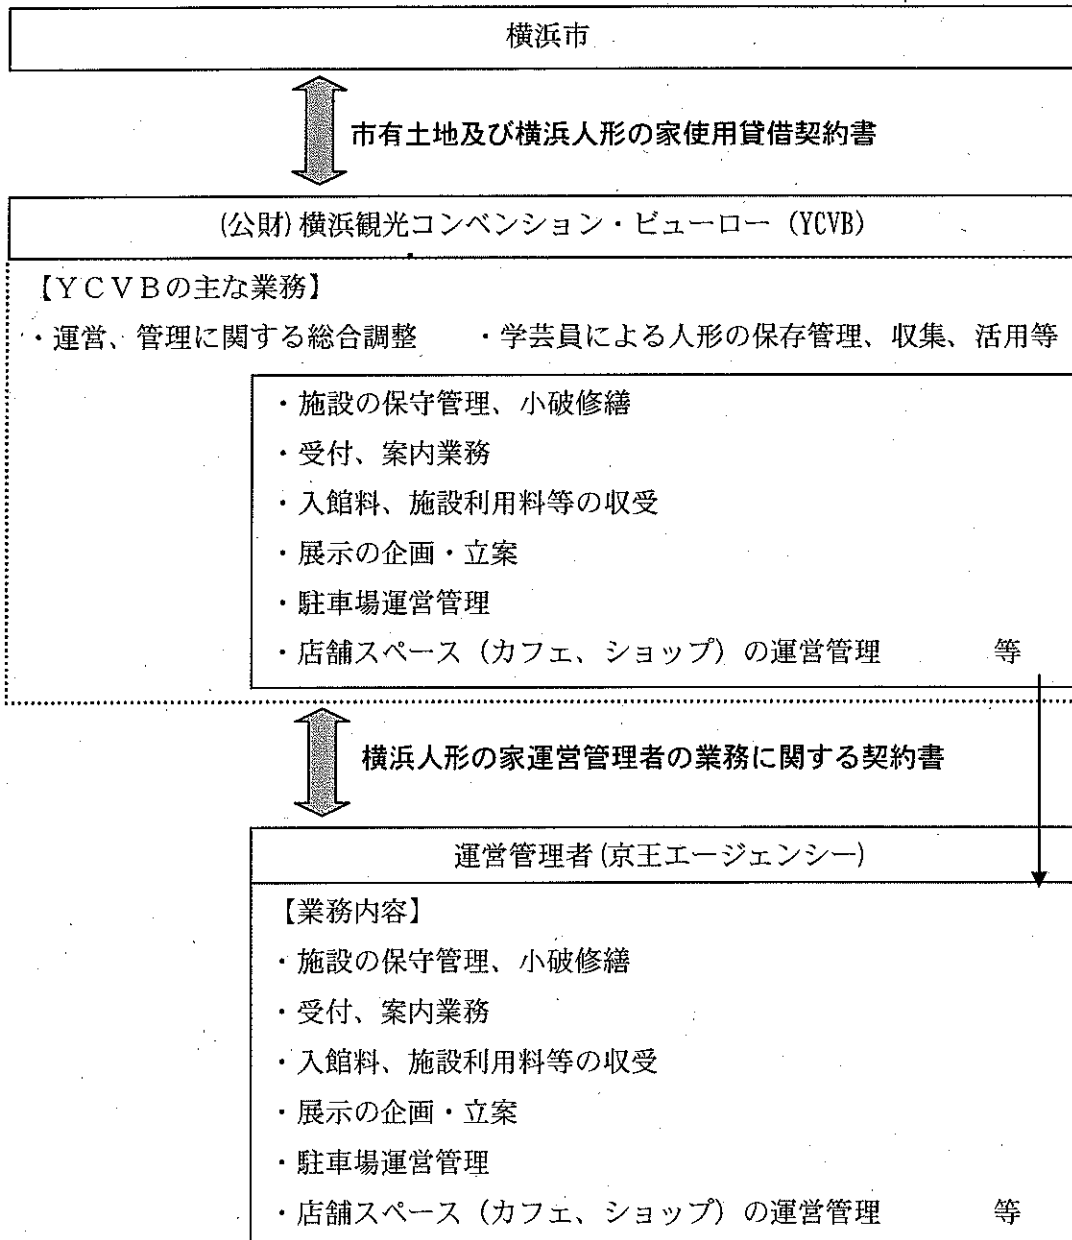 横浜市
市有土地及び横浜人形の家使用貸借契約書
(公財)横浜観光コンベンション・ビューロー(YCVB)
【YCVBの主な業務】
・運営、管理に関する総合調整　　・学芸員による人形の保存管理、収集、活用等
・施設の保守管理、小破修繕
・受付、案内業務
・入館料、施設利用料等の収受
・展示の企画・立案
・駐車場運営管理
・店舗スペース（カフェ、ショップ）の運営管理　　　　等
横浜人形の家運営管理者の業務に関する契約書
運営管理者(京王エージェンシー)
【業務内容】
・施設の保守管理、小破修繕
・受付、案内業務
・入館料、施設利用料等の収受
・展示の企画・立案
・駐車場運営管理
・店舗スペース（カフェ、ショップ）の運営管理　　　　等